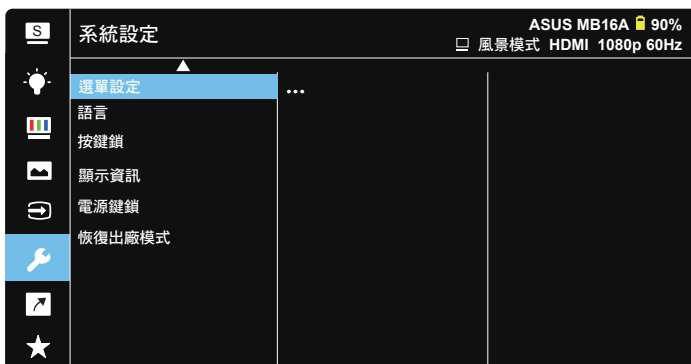 S
系統設定
ASUS MB16A 90%
風景模式 HDMI 1080p 60Hz
選單設定 ...
語言
按鍵鎖
顯示資訊
電源鍵鎖
恢復出廠模式